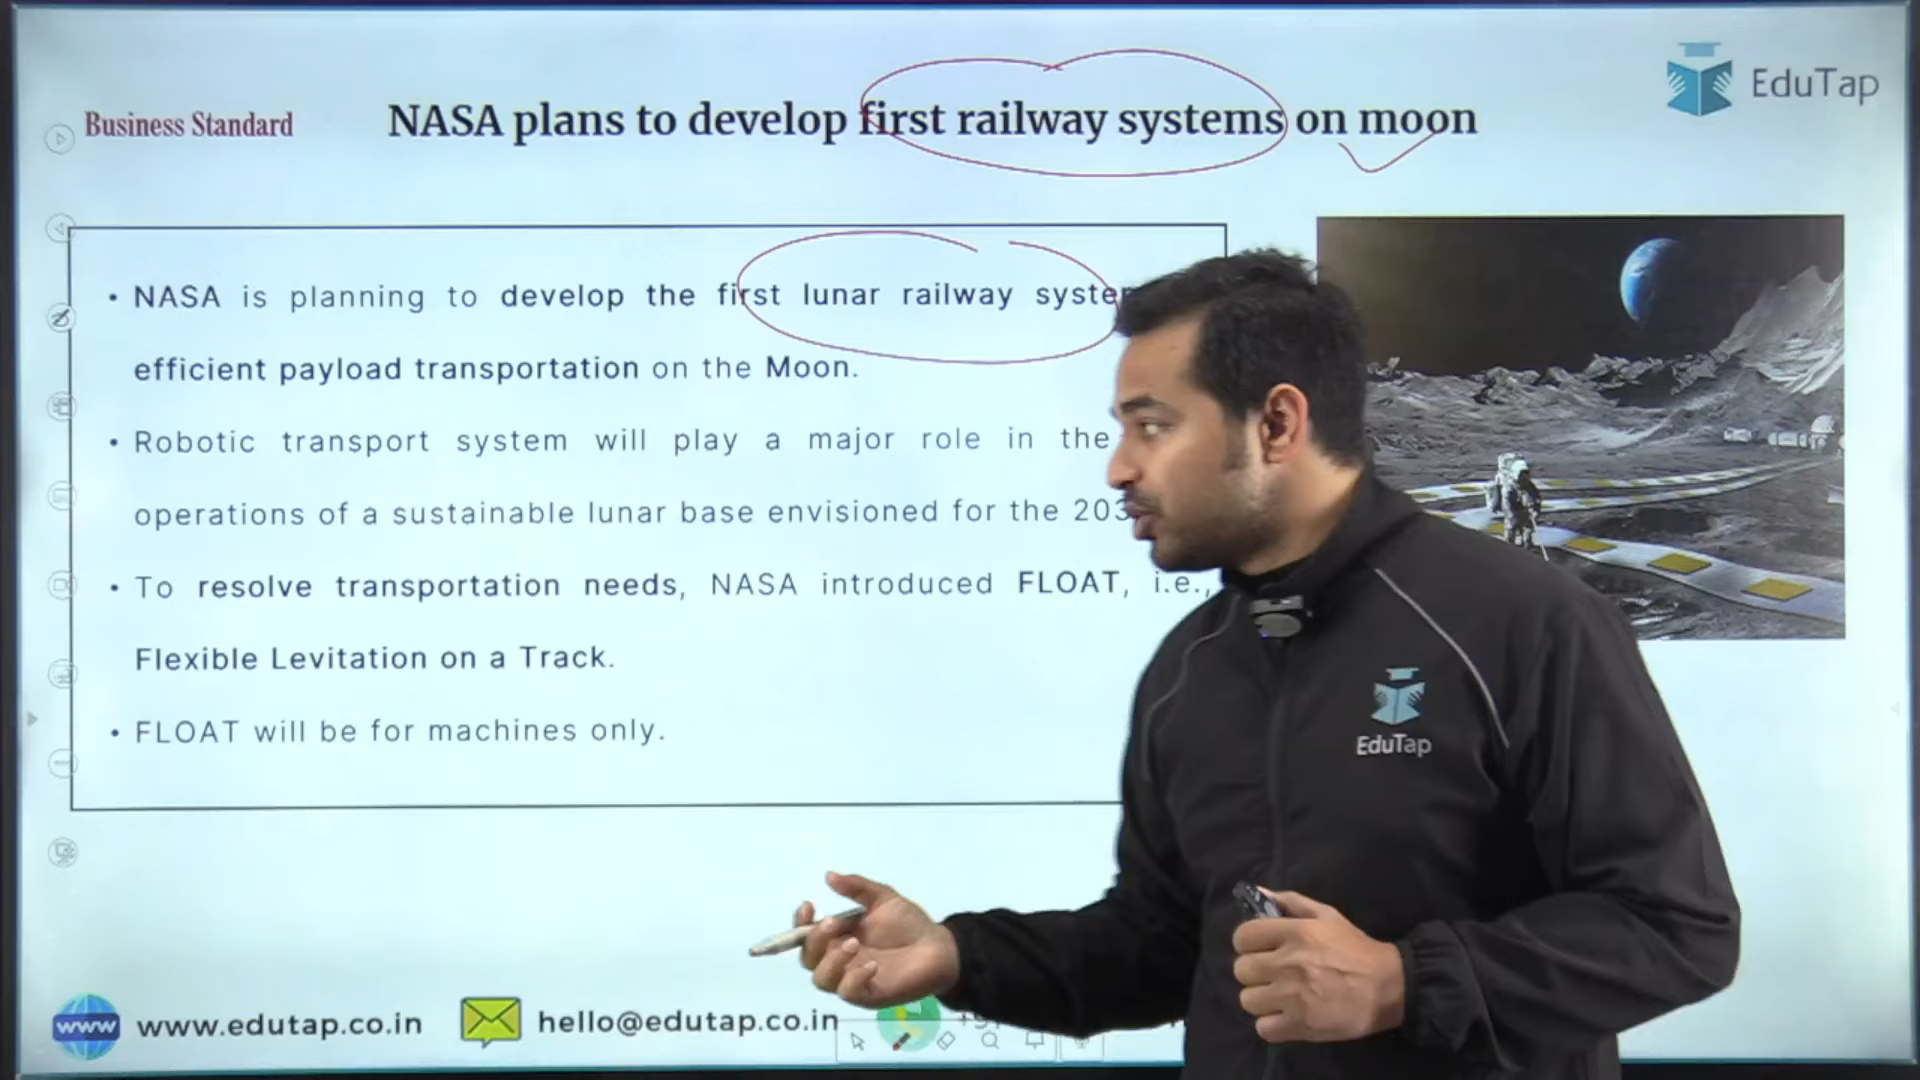 Business Standard
NASA plans to develop first railway systems on moon
EduTap
• NASA is planning to develop the first lunar railway
efficient payload transportation on the Moon.
• Robotic transport system will play a major role in the
operations of a sustainable lunar base envisioned for the
• To resolve transportation needs, NASA introduced FLOAT, i.e.,
Flexible Levitation on a Track.
• FLOAT will be for machines only.
EduTap
www www.edutap.co.in hello@edutap.co.in